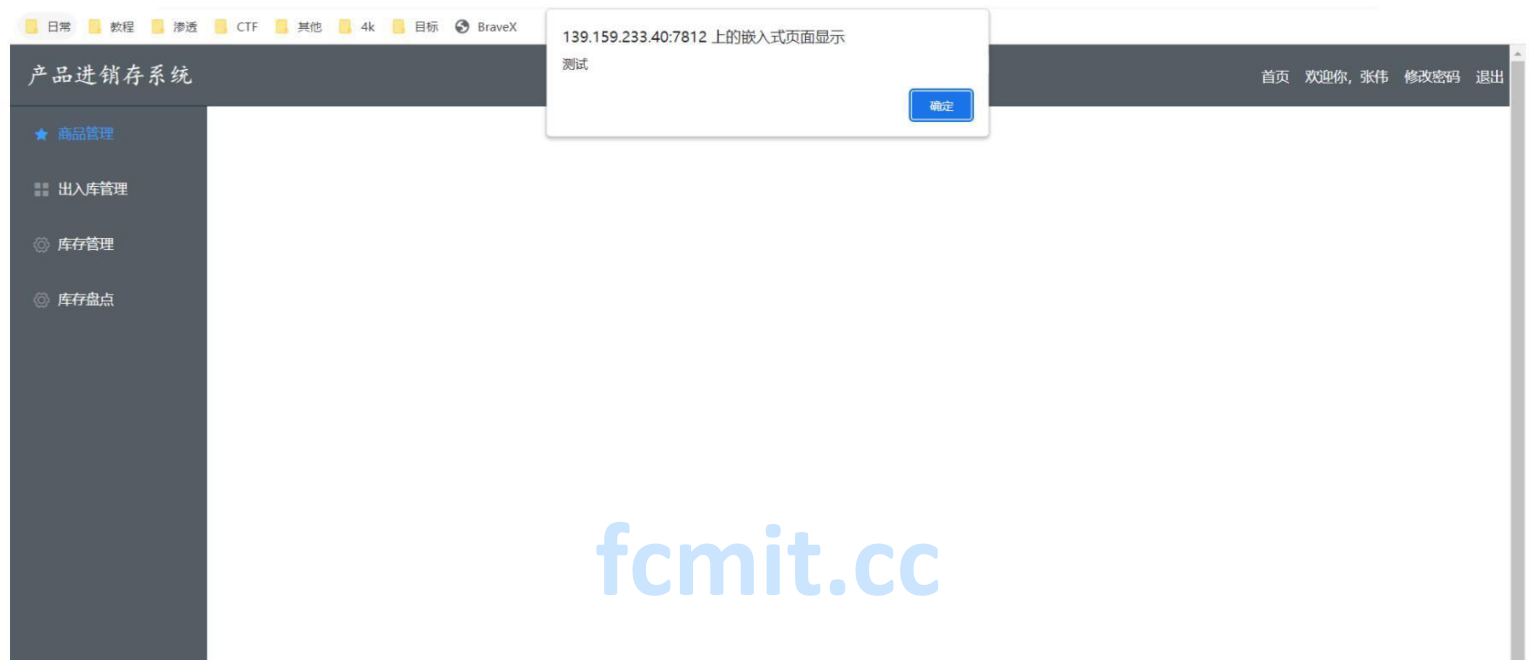 日常 教程 渗透 CTF 其他 4k 目标 BraveX
139.159.233.40:7812 上的嵌入式页面显示
测试
确定
产品进销存系统
首页 欢迎你，张伟 修改密码 退出
商品管理
出入库管理
库存管理
库存盘点
fcmit.cc